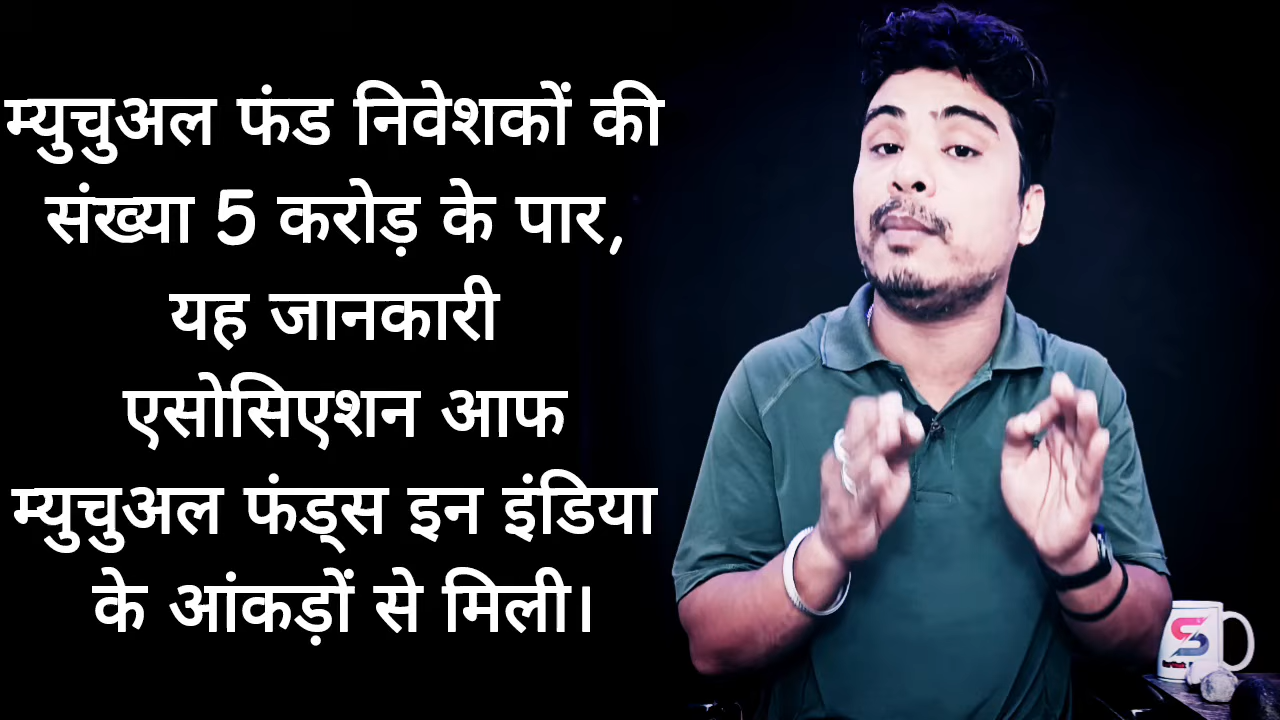 म्युचुअल फंड निवेशकों की
संख्या 5 करोड़ के पार,
यह जानकारी
एसोसिएशन आफ
म्युचुअल फंड्स इन इंडिया
के आंकड़ों से मिली।